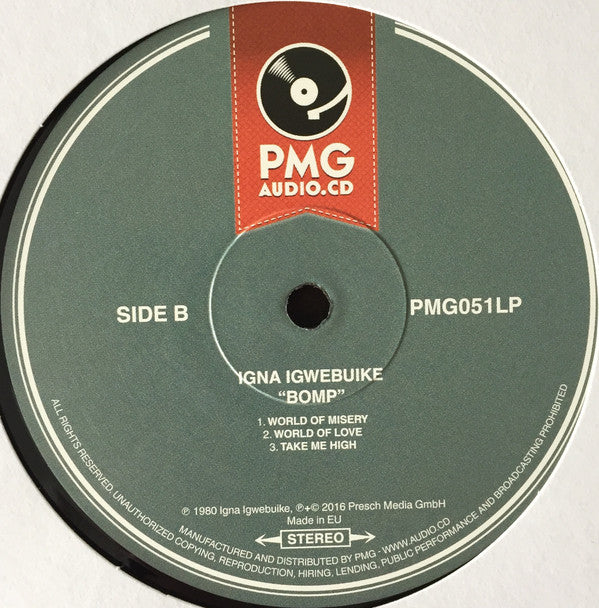 PMG
AUDIO.CD
SIDE B
PMG051LP
IGNA IGWEBUIKE
"BOMP"
1. WORLD OF MISERY
2. WORLD OF LOVE
3. TAKE ME HIGH
℗ 1980 Igna Igwebuike, ℗+© 2016 Presch Media GmbH
Made in EU
STEREO
MANUFACTURED AND DISTRIBUTED BY PMG - WWW.AUDIO.CD
ALL RIGHTS RESERVED. UNAUTHORIZED COPYING, REPRODUCTION, HIRING, LENDING, PUBLIC PERFORMANCE AND BROADCASTING PROHIBITED